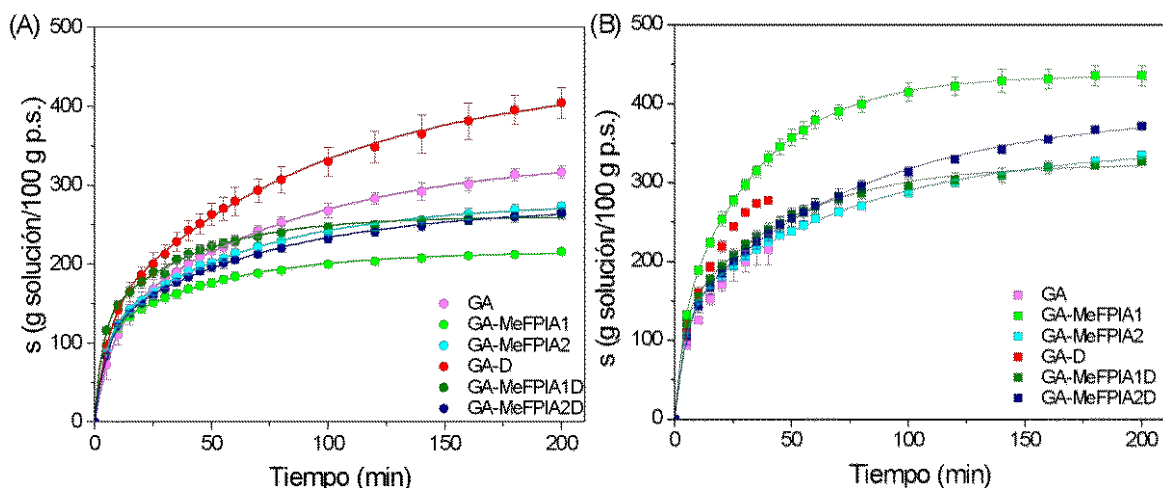 (A)
s (g solución/100 g p.s.)
500
400
300
200
100
0
0 50 100 150 200
Tiempo (min)
GA
GA-MeFPIA1
GA-MeFPIA2
GA-D
GA-MeFPIA1D
GA-MeFPIA2D
(B)
s (g solución/100 g p.s.)
500
400
300
200
100
0
0 50 100 150 200
Tiempo (min)
GA
GA-MeFPIA1
GA-MeFPIA2
GA-D
GA-MeFPIA1D
GA-MeFPIA2D